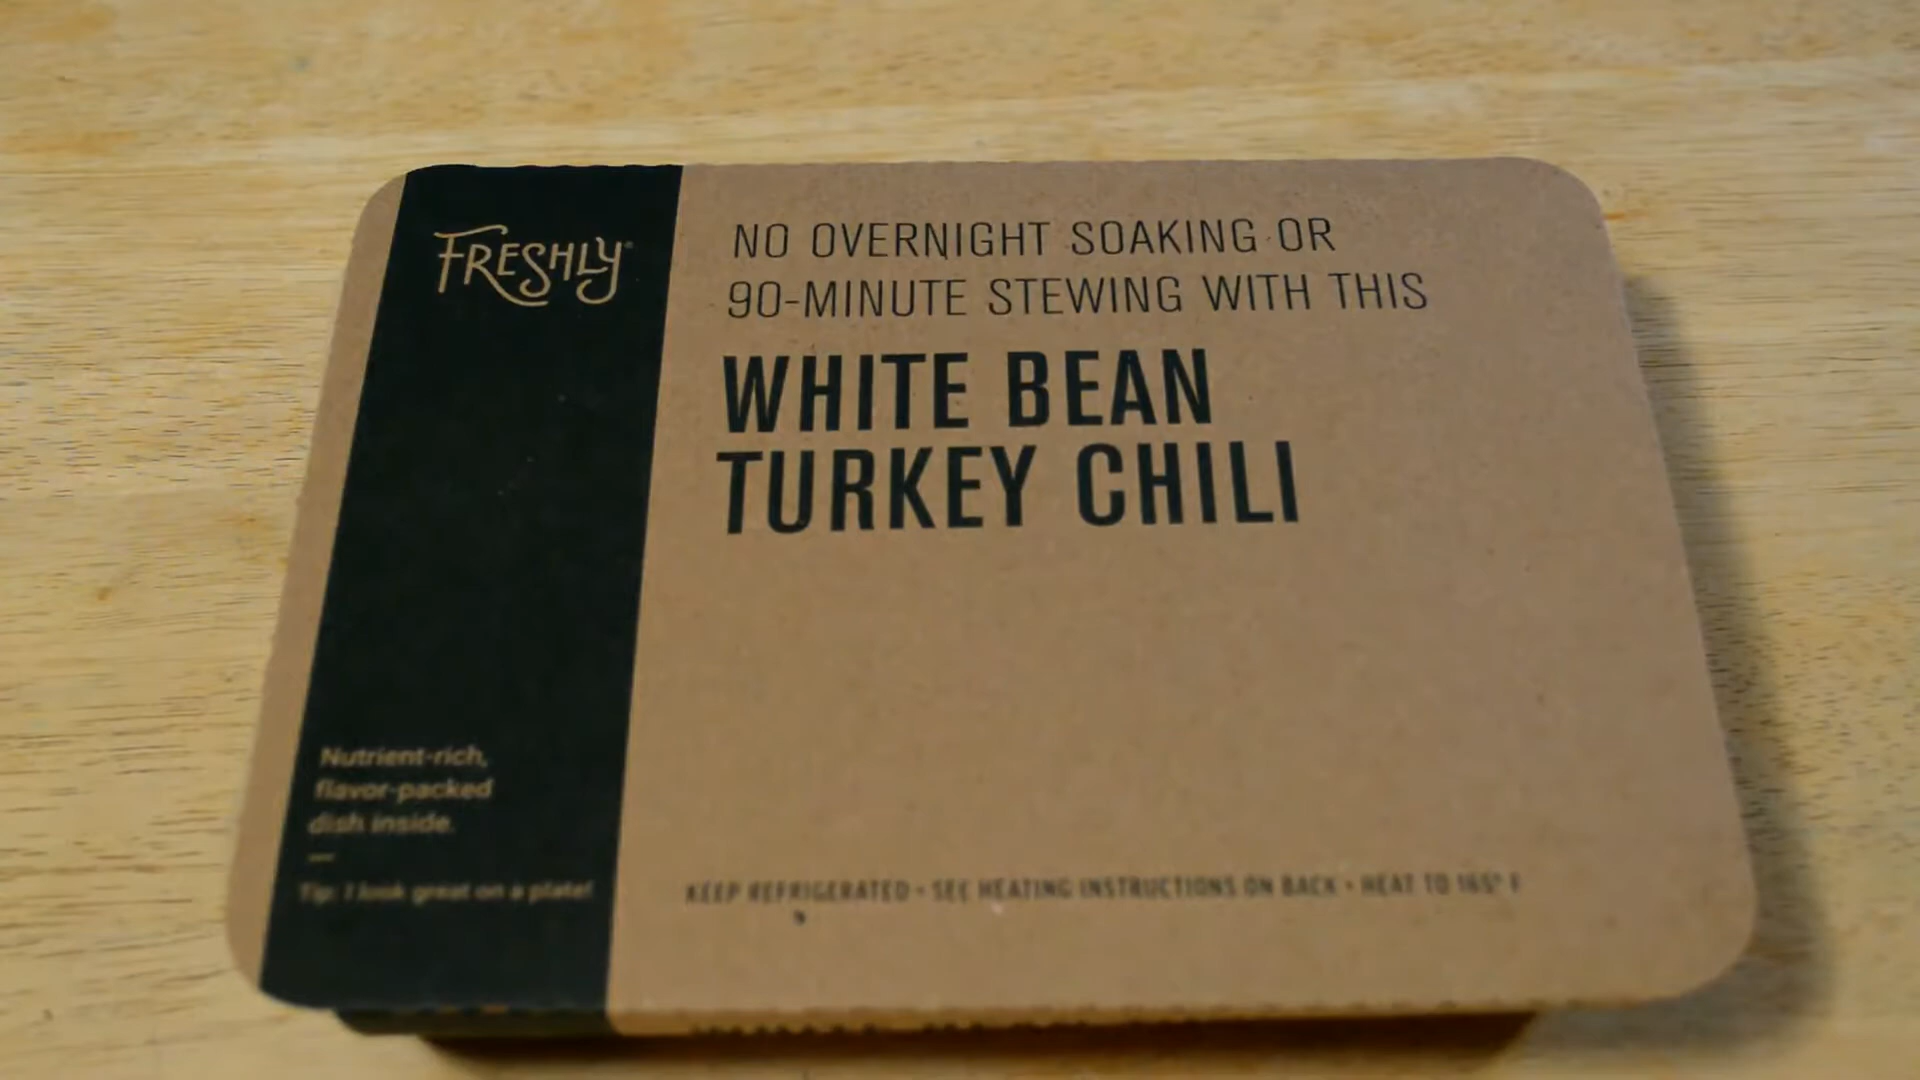 FRESHLY
NO OVERNIGHT SOAKING OR
90-MINUTE STEWING WITH THIS
WHITE BEAN
TURKEY CHILI
Nutrient-rich,
flavor-packed
dish inside.
—
Tip: I look great on a plate!
KEEP REFRIGERATED • SEE HEATING INSTRUCTIONS ON BACK • HEAT TO 165° F